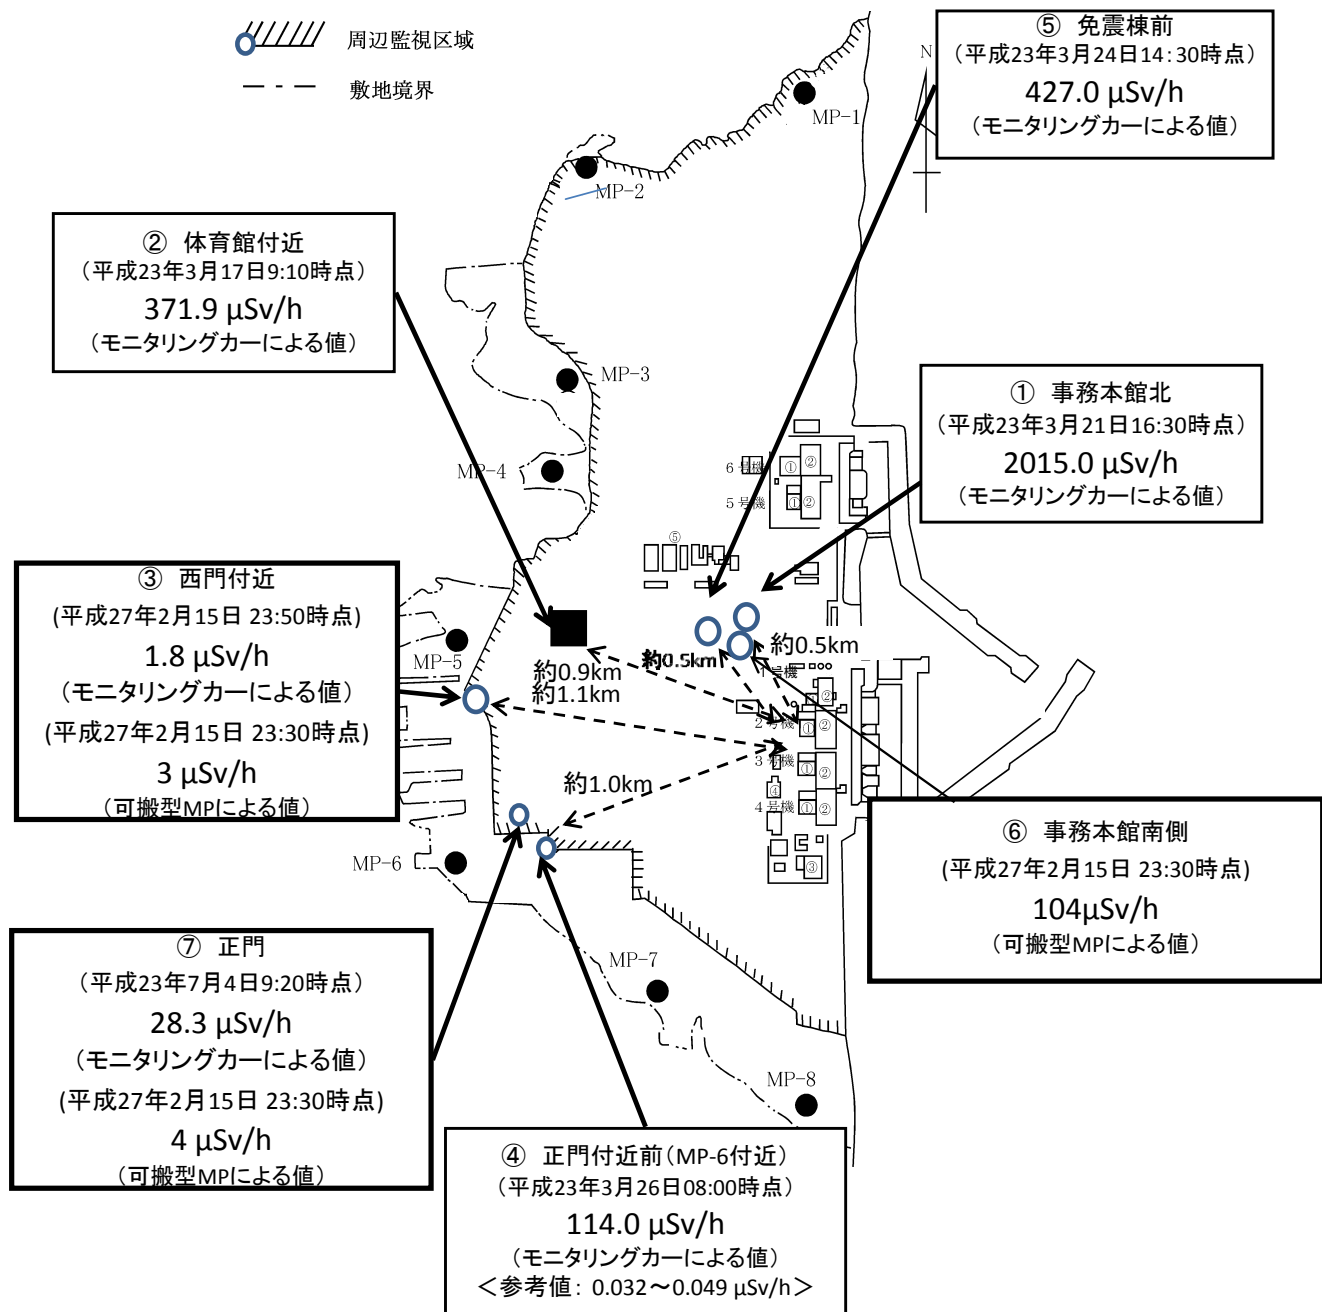 周辺監視区域
敷地境界
⑤ 免震棟前
（平成23年3月24日14:30時点）
427.0 μSv/h
（モニタリングカーによる値）
N
MP-1
MP-2
② 体育館付近
（平成23年3月17日9:10時点）
371.9 μSv/h
（モニタリングカーによる値）
MP-3
MP-4
① 事務本館北
（平成23年3月21日16:30時点）
2015.0 μSv/h
（モニタリングカーによる値）
6号機
① ②
5号機
① ②
⑤
③ 西門付近
(平成27年2月15日 23:50時点)
1.8 μSv/h
（モニタリングカーによる値）
(平成27年2月15日 23:30時点)
3 μSv/h
（可搬型MPによる値）
MP-5
約0.9km
約1.1km
約0.5km
約0.5km
1号機
②
2号機
① ②
3号機
① ②
約1.0km
④
4号機
① ②
③
MP-6
⑥ 事務本館南側
(平成27年2月15日 23:30時点)
104μSv/h
（可搬型MPによる値）
⑦ 正門
（平成23年7月4日9:20時点）
28.3 μSv/h
（モニタリングカーによる値）
(平成27年2月15日 23:30時点)
4 μSv/h
（可搬型MPによる値）
MP-7
MP-8
④ 正門付近前（MP-6付近）
（平成23年3月26日08:00時点）
114.0 μSv/h
（モニタリングカーによる値）
＜参考値: 0.032～0.049 μSv/h＞